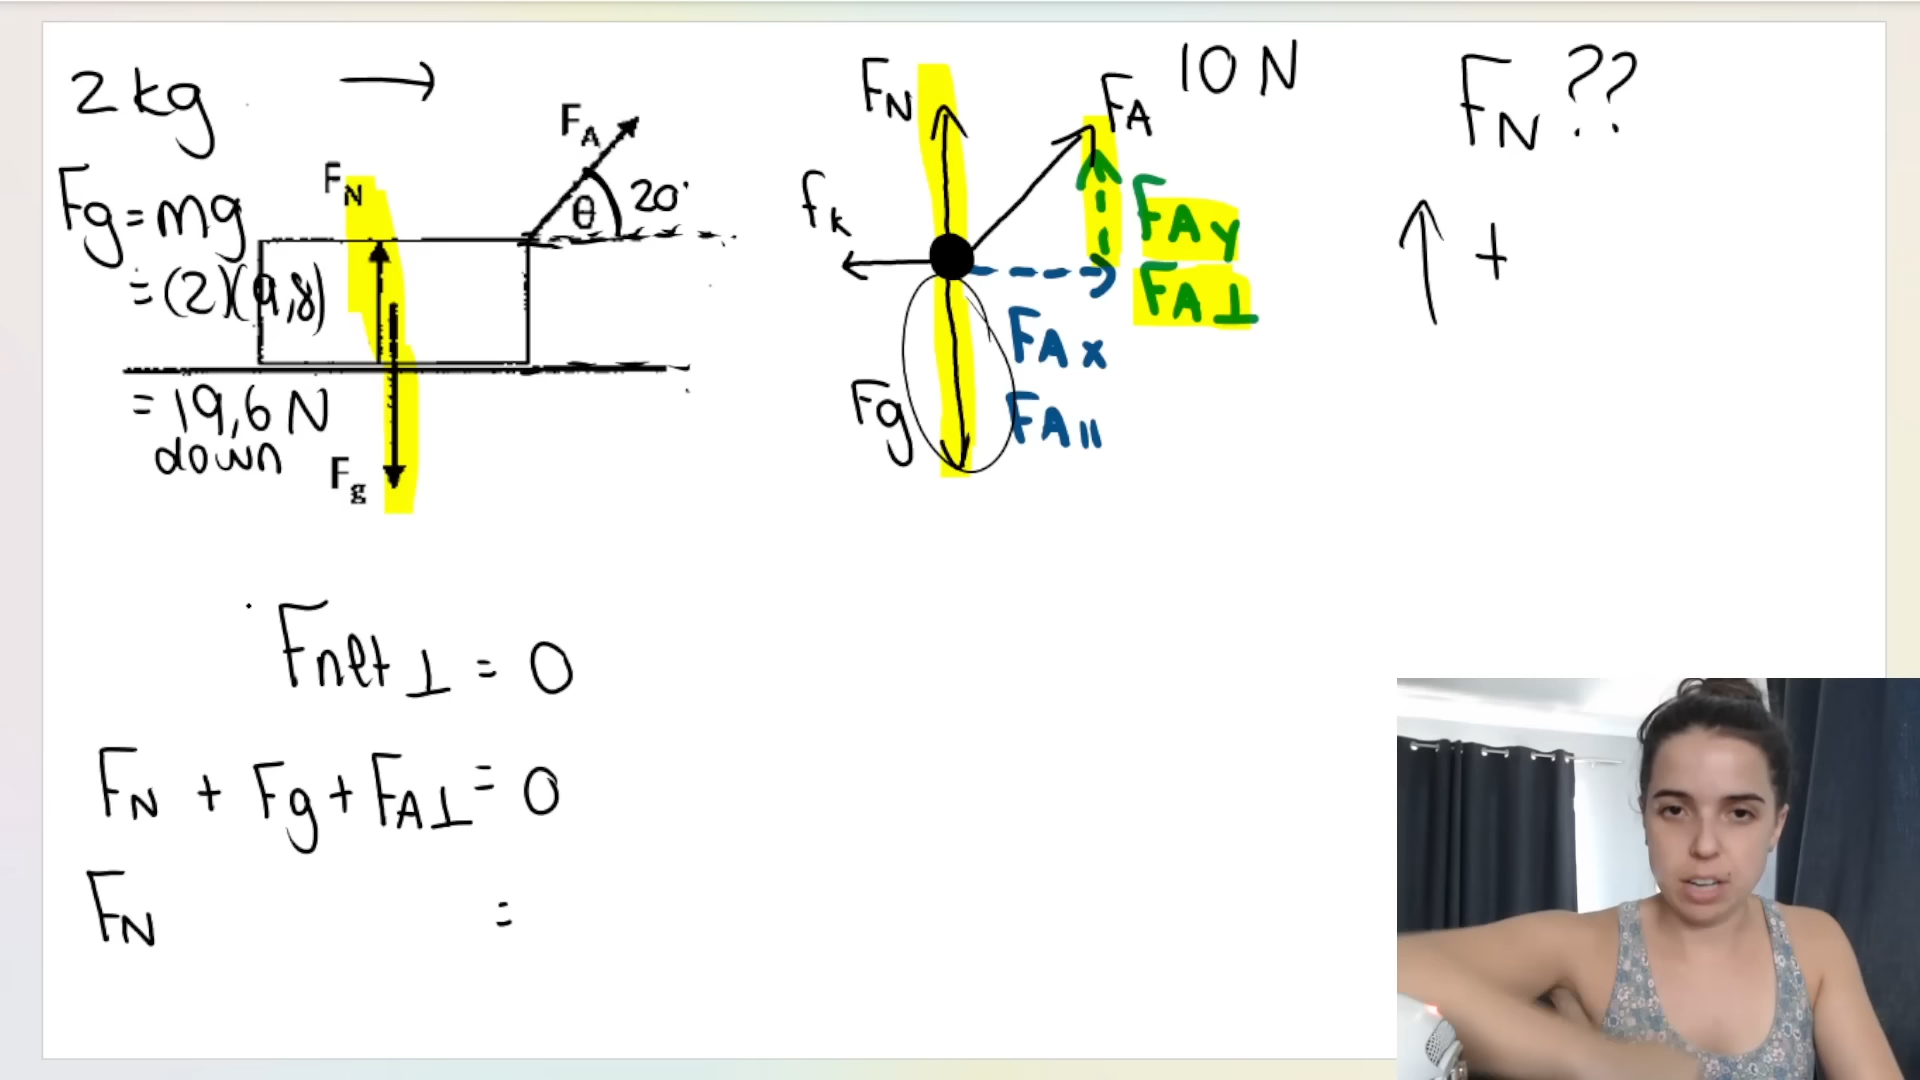 2kg
Fg = mg
= (2)(9,8)
= 19,6 N
down
FN
FA
θ
20°
Fg
FN
FA
10 N
fk
FAy
FA⊥
FAx
FA||
Fg
FN ??
↑ +
Fnet⊥ = 0
FN + Fg + FA⊥ = 0
FN =